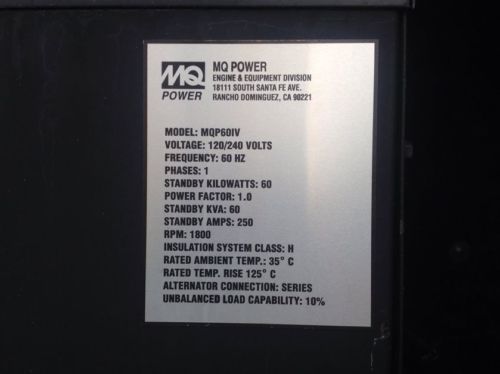 MQ
POWER
MQ POWER
ENGINE & EQUIPMENT DIVISION
18111 SOUTH SANTA FE AVE.
RANCHO DOMINGUEZ, CA 90221
MODEL: MQP60IV
VOLTAGE: 120/240 VOLTS
FREQUENCY: 60 HZ
PHASES: 1
STANDBY KILOWATTS: 60
POWER FACTOR: 1.0
STANDBY KVA: 60
STANDBY AMPS: 250
RPM: 1800
INSULATION SYSTEM CLASS: H
RATED AMBIENT TEMP.: 35° C
RATED TEMP. RISE 125° C
ALTERNATOR CONNECTION: SERIES
UNBALANCED LOAD CAPABILITY: 10%